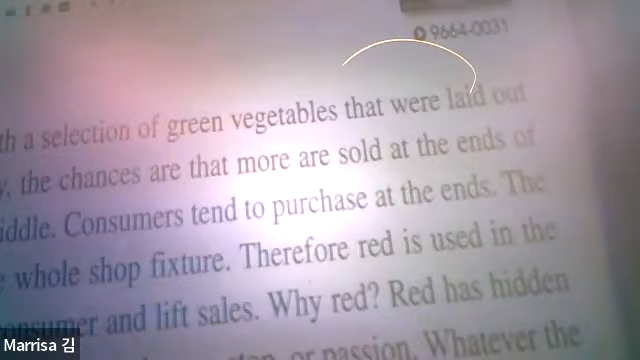 9664-0031
th a selection of green vegetables that were laid out
y, the chances are that more are sold at the ends of
iddle. Consumers tend to purchase at the ends. The
e whole shop fixture. Therefore red is used in the
onsumer and lift sales. Why red? Red has hidden
or passion. Whatever the
Marrisa 김